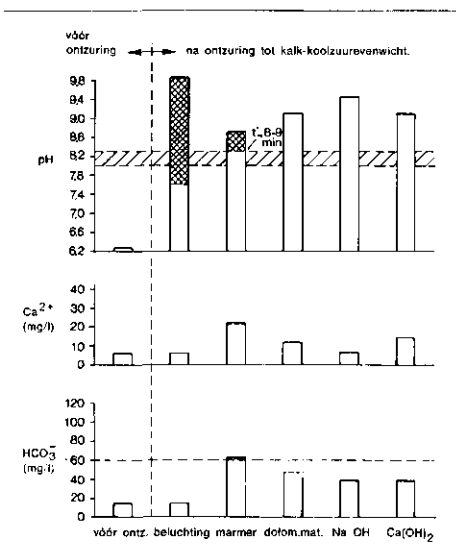 vóór
ontzuring
na ontzuring tot kalk-koolzuurevenwicht.
pH
9,8
9,4
9,0
8,6
8,2
7,8
7,4
7,0
6,6
6,2
min
Ca2+
(mg/l)
40
30
20
10
0
HCO3-
(mg/l)
120
100
80
60
40
20
0
vóór ontz. beluchting marmer dolom.mat. Na OH Ca(OH)2